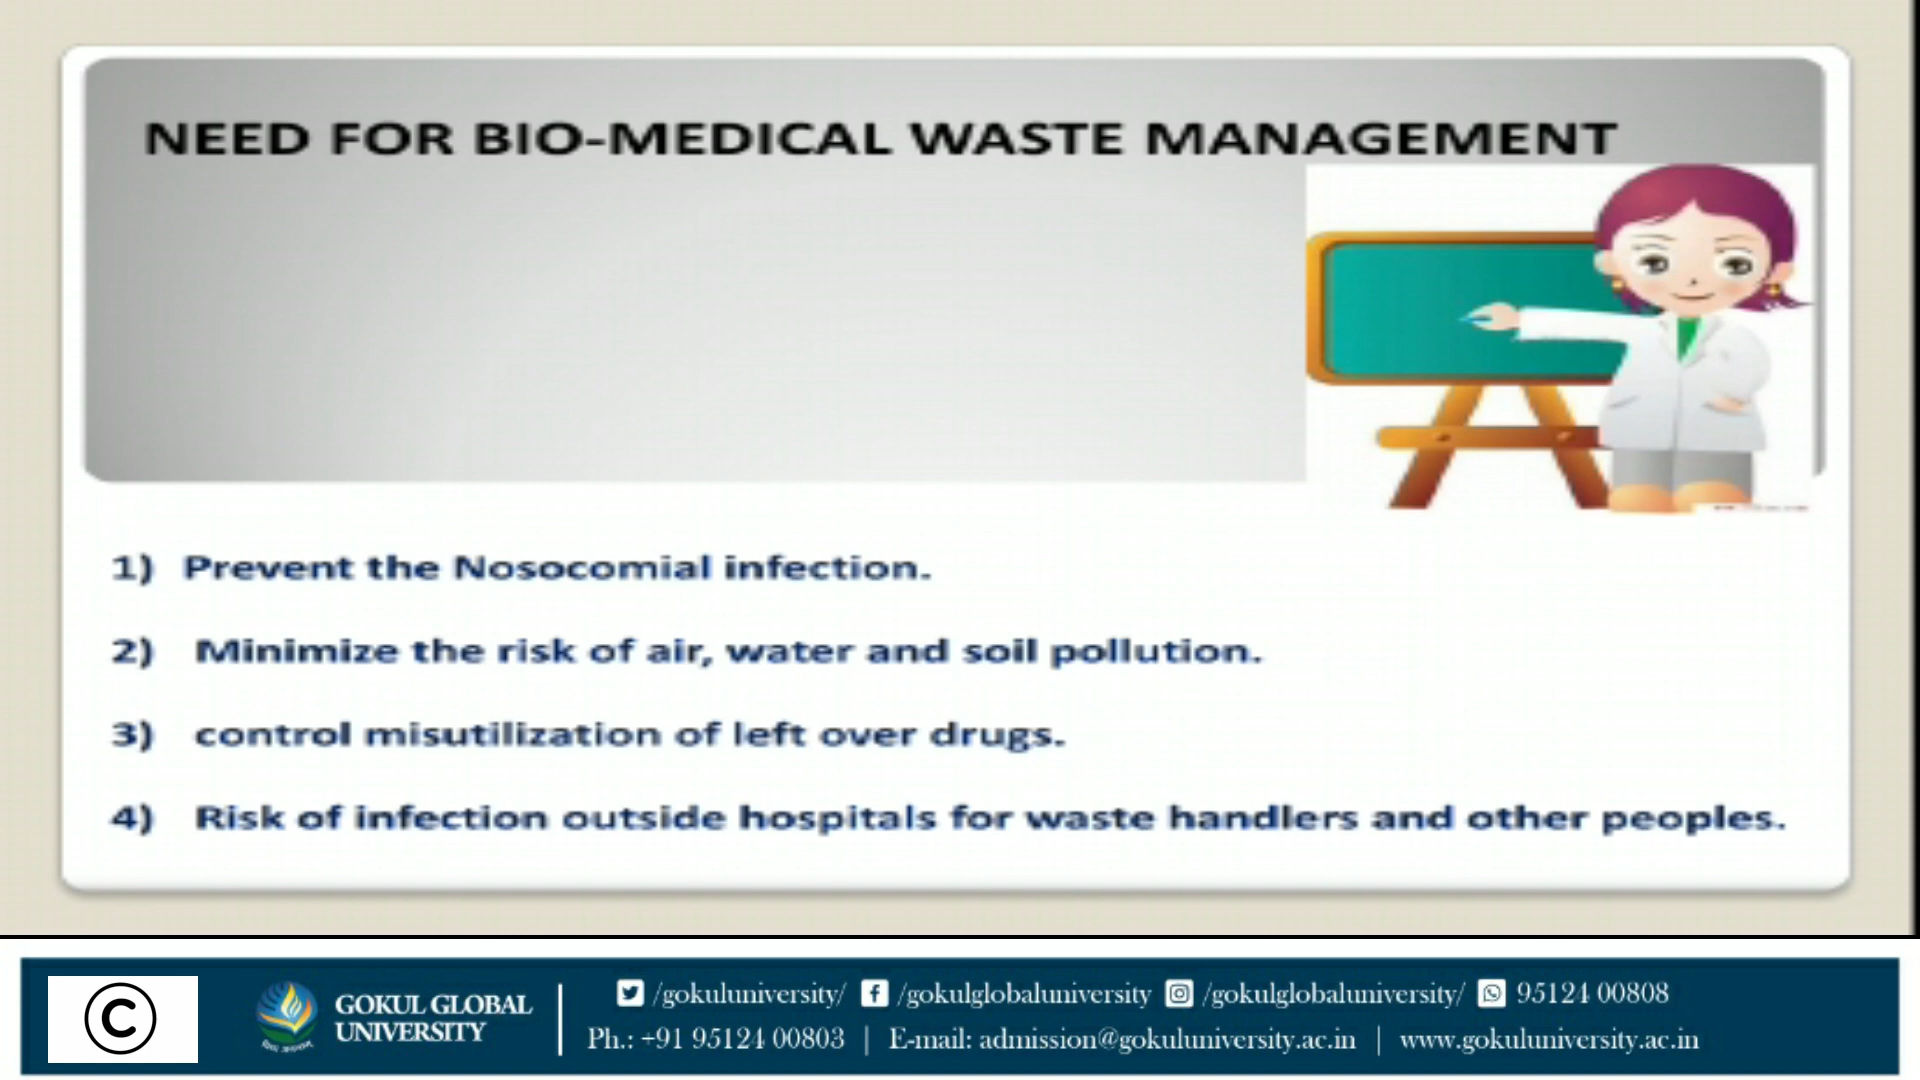 NEED FOR BIO-MEDICAL WASTE MANAGEMENT
1) Prevent the Nosocomial infection.
2) Minimize the risk of air, water and soil pollution.
3) control misutilization of left over drugs.
4) Risk of infection outside hospitals for waste handlers and other peoples.
©
GOKUL GLOBAL
UNIVERSITY
/gokuluniversity/ /gokulglobaluniversity /gokulglobaluniversity/ 95124 00808
Ph.: +91 95124 00803 | E-mail: admission@gokuluniversity.ac.in | www.gokuluniversity.ac.in